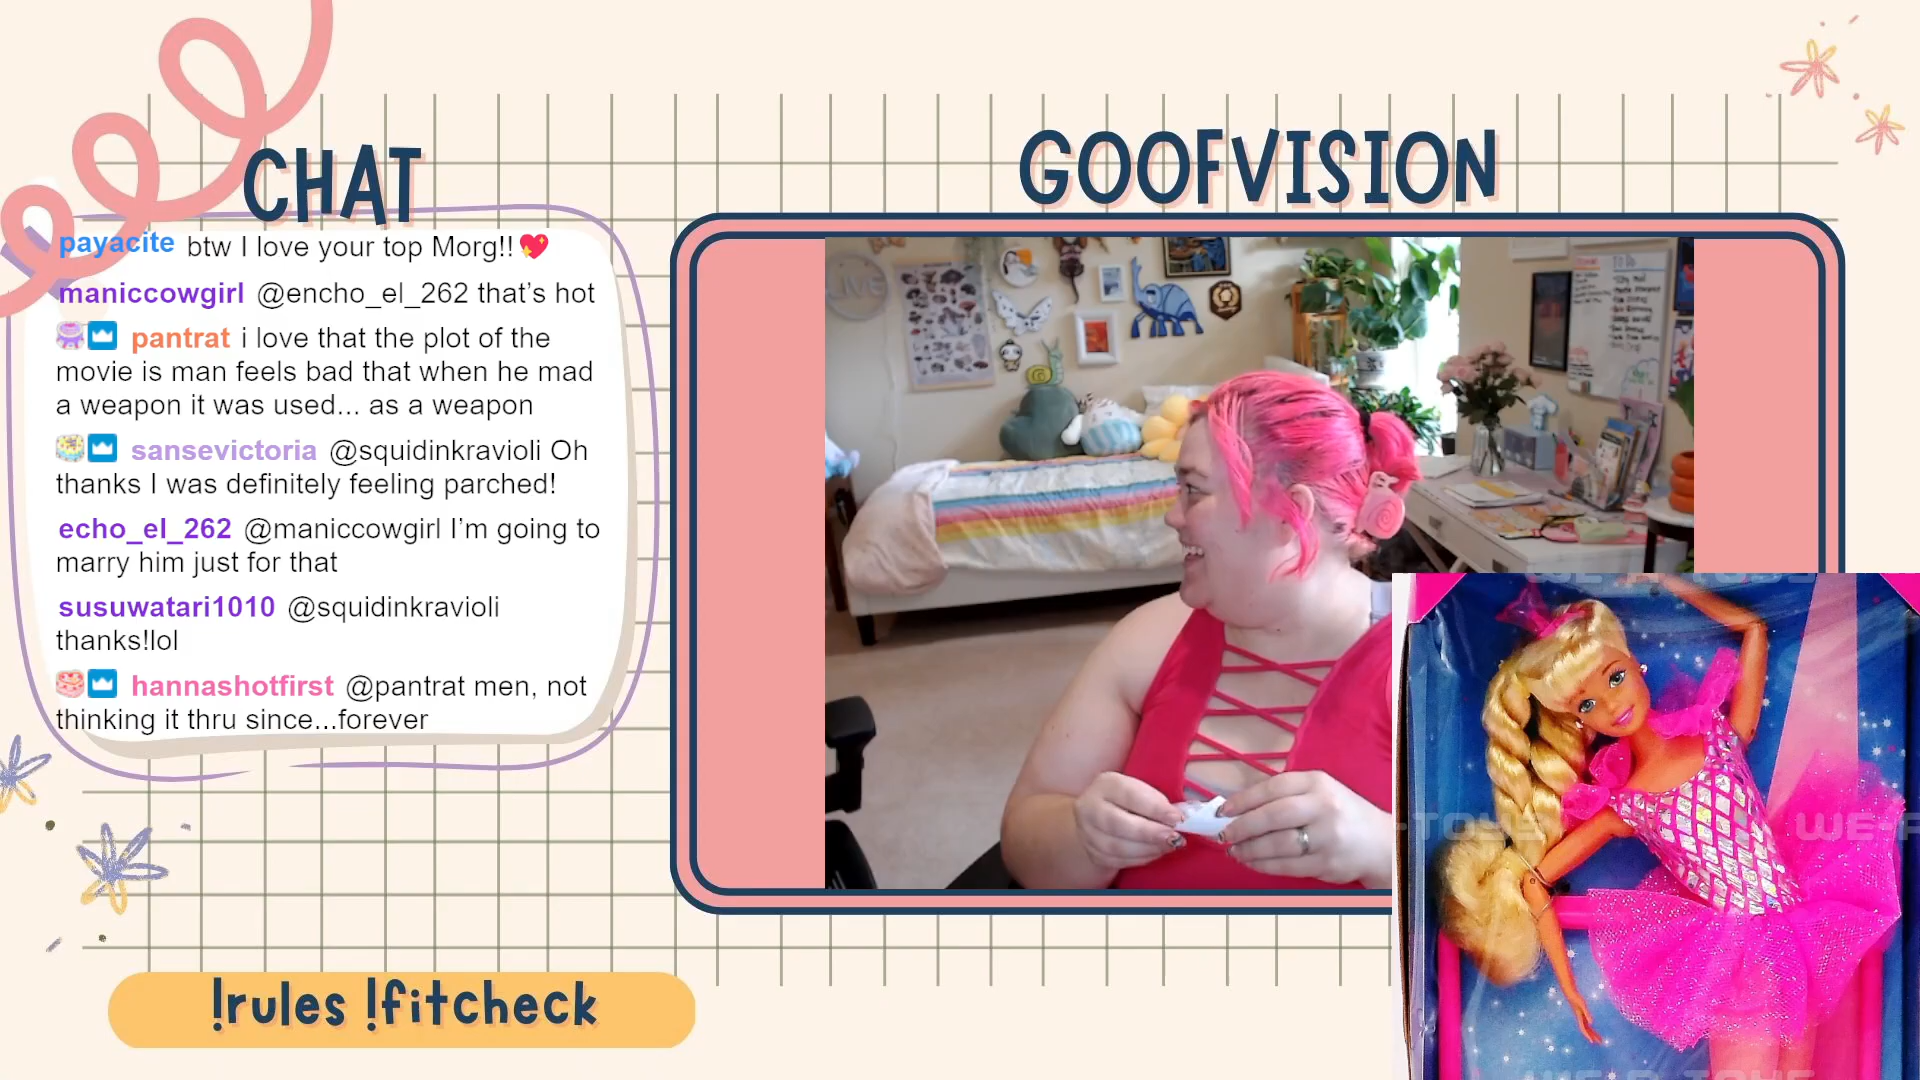 CHAT
GOOFVISION
payacite btw I love your top Morg!!💖
maniccowgirl @encho_el_262 that's hot
pantrat i love that the plot of the
movie is man feels bad that when he mad
a weapon it was used... as a weapon
sansevictoria @squidinkravioli Oh
thanks I was definitely feeling parched!
echo_el_262 @maniccowgirl I'm going to
marry him just for that
susuwatari1010 @squidinkravioli
thanks!lol
hannashotfirst @pantrat men, not
thinking it thru since...forever
!rules !fitcheck
LIVE
To Do